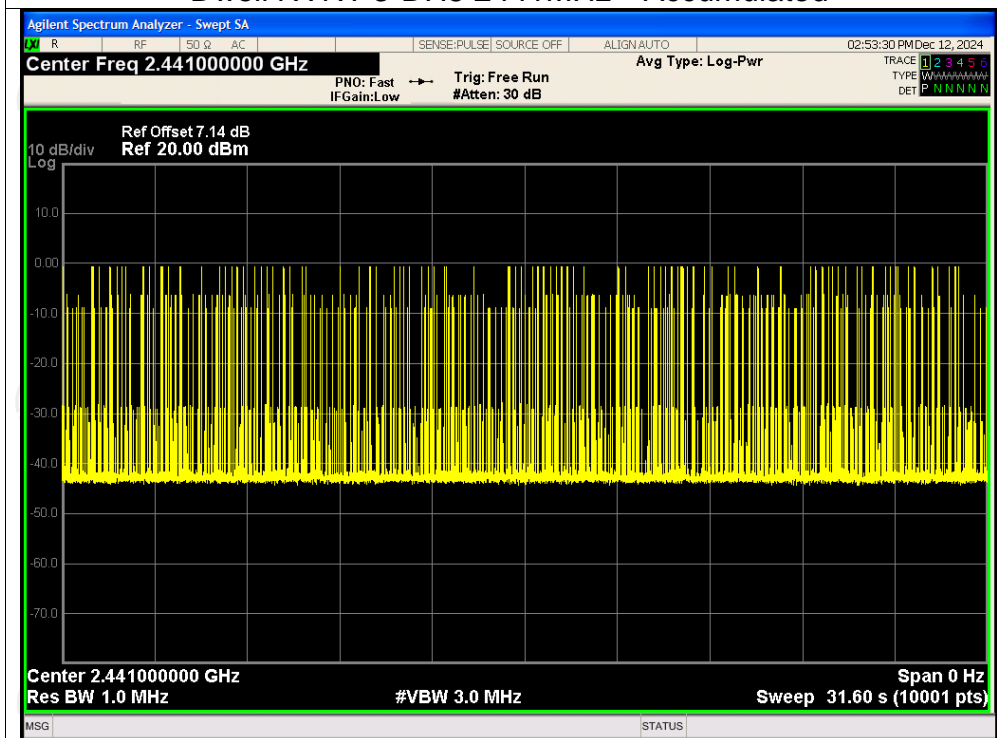 Agilent Spectrum Analyzer - Swept SA
LXI R RF 50 Ω AC SENSE:PULSE SOURCE OFF ALIGN AUTO 02:53:30 PM Dec 12, 2024
Center Freq 2.441000000 GHz Avg Type: Log-Pwr TRACE 1 2 3 4 5 6
PNO: Fast Trig: Free Run TYPE WWWWWW
IFGain:Low #Atten: 30 dB DET P N N N N N
Ref Offset 7.14 dB
10 dB/div Ref 20.00 dBm
Log
10.0
0.00
-10.0
-20.0
-30.0
-40.0
-50.0
-60.0
-70.0
Center 2.441000000 GHz Span 0 Hz
Res BW 1.0 MHz #VBW 3.0 MHz Sweep 31.60 s (10001 pts)
MSG STATUS